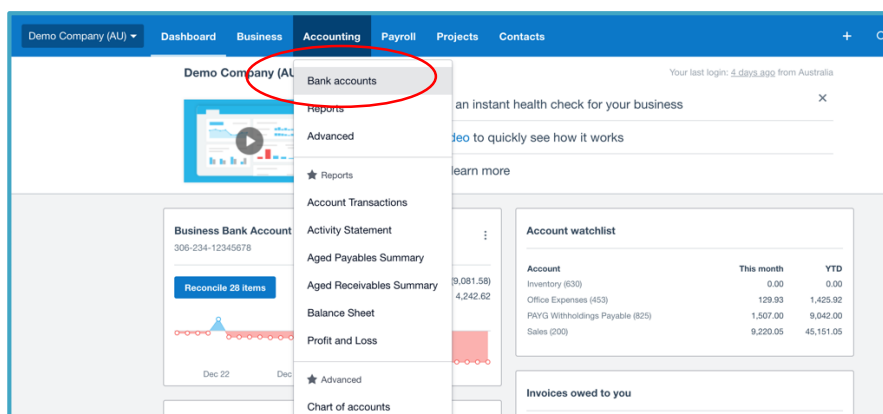 Demo Company (AU) Dashboard Business Accounting Payroll Projects Contacts +
Demo Company (AU
Your last login: 4 days ago from Australia
Bank accounts
Reports
Advanced
Reports
Account Transactions
Activity Statement
Aged Payables Summary
Aged Receivables Summary
Balance Sheet
Profit and Loss
Advanced
Chart of accounts
an instant health check for your business
to quickly see how it works
learn more
Business Bank Account
306-234-12345678
Reconcile 28 items
(9,081.58)
4,242.62
Dec 22 Dec
Account watchlist
Account This month YTD
Inventory (630) 0.00 0.00
Office Expenses (453) 129.93 1,425.92
PAYG Withholdings Payable (825) 1,507.00 9,042.00
Sales (200) 9,220.05 45,151.05
Invoices owed to you